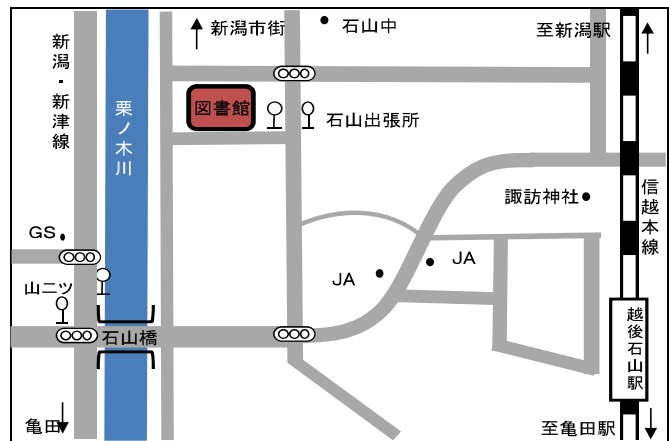 新潟市街
石山中
至新潟駅
新潟・新津線
図書館
石山出張所
栗ノ木川
諏訪神社
信越本線
GS
JA
JA
山二ツ
石山橋
越後石山駅
亀田
至亀田駅